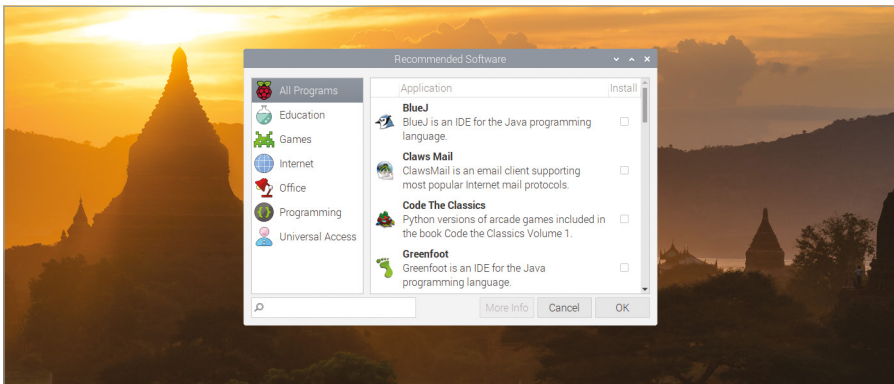 Recommended Software
All Programs
Education
Games
Internet
Office
Programming
Universal Access
Application Install
BlueJ
BlueJ is an IDE for the Java programming
language.
Claws Mail
ClawsMail is an email client supporting
most popular Internet mail protocols.
Code The Classics
Python versions of arcade games included in
the book Code the Classics Volume 1.
Greenfoot
Greenfoot is an IDE for the Java
programming language.
More Info Cancel OK